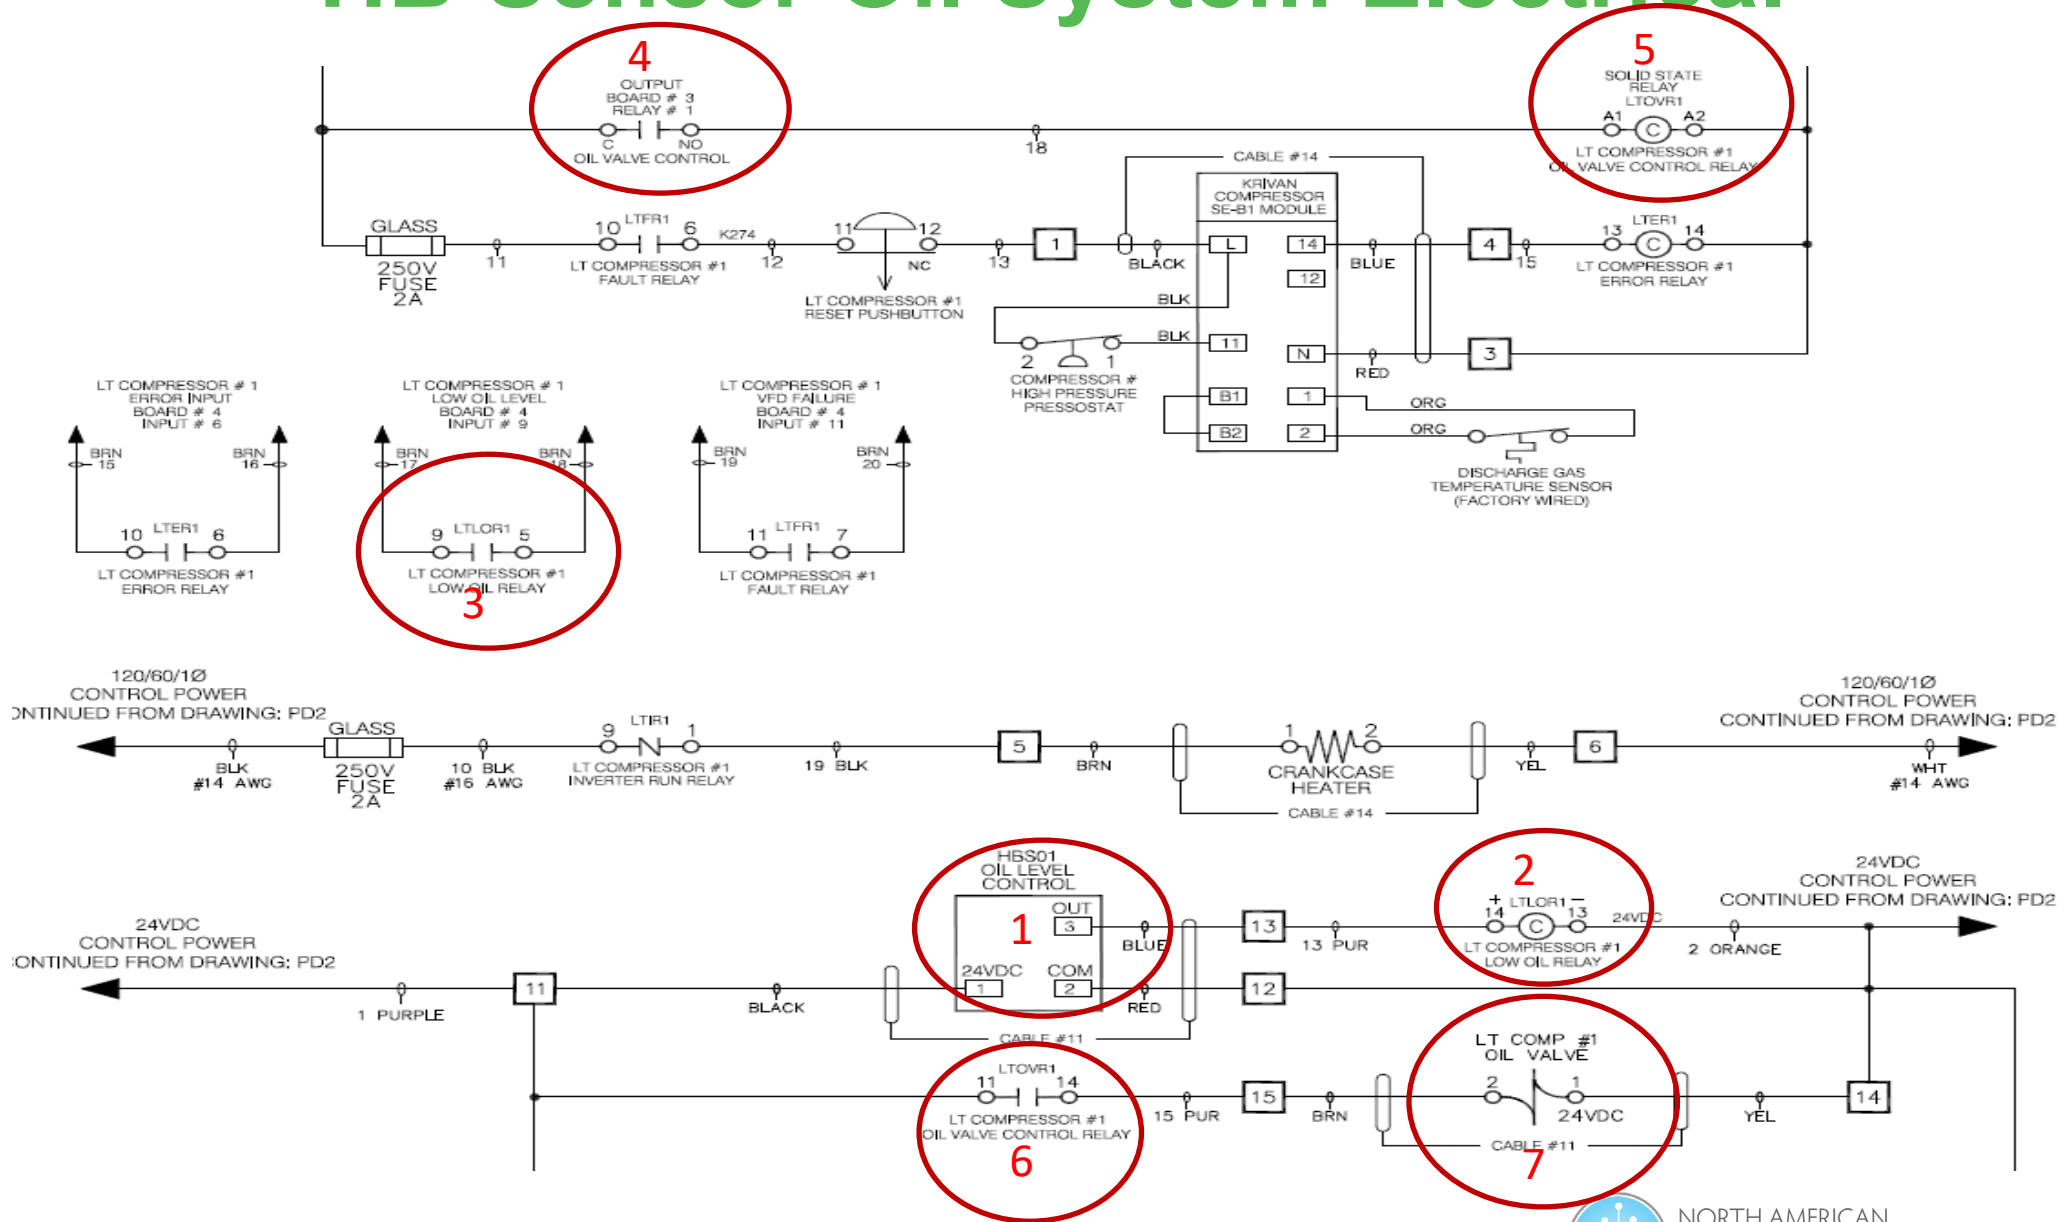 HB Sensor Oil System Electrical
4
OUTPUT
BOARD # 3
RELAY # 1
C NO
OIL VALVE CONTROL
18
5
SOLID STATE
RELAY
LTOVR1
A1 C A2
LT COMPRESSOR #1
OIL VALVE CONTROL RELAY
CABLE #14
GLASS
250V
FUSE
2A
11
10 LTFR1 6
LT COMPRESSOR #1
FAULT RELAY
K274
12
11 12
NC
LT COMPRESSOR #1
RESET PUSHBUTTON
13
1
BLACK
KRIVAN
COMPRESSOR
SE-B1 MODULE
L 14
12
11
N
B1 1
B2 2
BLUE
4
15
LTER1
13 C 14
LT COMPRESSOR #1
ERROR RELAY
BLK
BLK
2 1
COMPRESSOR #
HIGH PRESSURE
PRESSOSTAT
RED
3
ORG
ORG
DISCHARGE GAS
TEMPERATURE SENSOR
(FACTORY WIRED)
LT COMPRESSOR # 1
ERROR INPUT
BOARD # 4
INPUT # 6
BRN
15
BRN
16
10 LTER1 6
LT COMPRESSOR #1
ERROR RELAY
LT COMPRESSOR # 1
LOW OIL LEVEL
BOARD # 4
INPUT # 9
BRN
17
BRN
18
9 LTLOR1 5
LT COMPRESSOR #1
LOW OIL RELAY
3
LT COMPRESSOR # 1
VFD FAILURE
BOARD # 4
INPUT # 11
BRN
19
BRN
20
11 LTFR1 7
LT COMPRESSOR #1
FAULT RELAY
120/60/1Ø
CONTROL POWER
ONTINUED FROM DRAWING: PD2
BLK
#14 AWG
GLASS
250V
FUSE
2A
10 BLK
#16 AWG
9 LTIR1 1
LT COMPRESSOR #1
INVERTER RUN RELAY
19 BLK
5
BRN
1 2
CRANKCASE
HEATER
CABLE #14
YEL
6
120/60/1Ø
CONTROL POWER
CONTINUED FROM DRAWING: PD2
WHT
#14 AWG
HBS01
OIL LEVEL
CONTROL
1
OUT
3
24VDC
1
COM
2
BLUE
RED
CABLE #11
13
13 PUR
2
+ LTLOR1 −
14 C 13
LT COMPRESSOR #1
LOW OIL RELAY
24VDC
2 ORANGE
24VDC
CONTROL POWER
CONTINUED FROM DRAWING: PD2
24VDC
CONTROL POWER
ONTINUED FROM DRAWING: PD2
1 PURPLE
11
BLACK
12
LTOVR1
11 14
LT COMPRESSOR #1
OIL VALVE CONTROL RELAY
6
15 PUR
15
BRN
LT COMP #1
OIL VALVE
2 1
24VDC
CABLE #11
7
YEL
14
NORTH AMERICAN